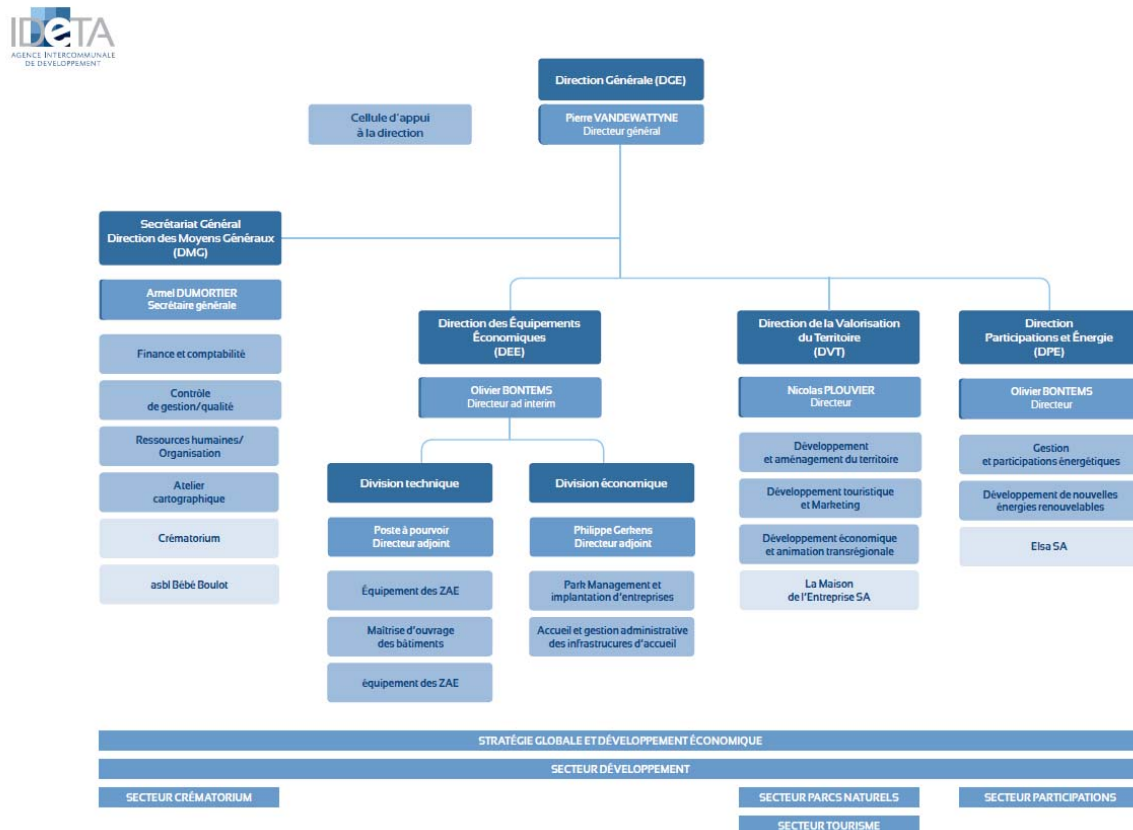 IDETA
AGENCE INTERCOMMUNALE
DE DEVELOPPEMENT
Direction Générale (DGE)
Pierre VANDEWATTYNE
Directeur général
Cellule d'appui
à la direction
Secrétariat Général
Direction des Moyens Généraux
(DMG)
Armel DUMORTIER
Secrétaire générale
Finance et comptabilité
Contrôle
de gestion/qualité
Ressources humaines/
Organisation
Atelier
cartographique
Crématorium
asbl Bébé Boulot
Direction des Équipements
Économiques
(DEE)
Olivier BONTEMS
Directeur ad interim
Division technique
Poste à pourvoir
Directeur adjoint
Équipement des ZAE
Maîtrise d'ouvrage
des bâtiments
équipement des ZAE
Division économique
Philippe Gerkens
Directeur adjoint
Park Management et
implantation d'entreprises
Accueil et gestion administrative
des infrastrucures d'accueil
Direction de la Valorisation
du Territoire
(DVT)
Nicolas PLOUVIER
Directeur
Développement
et aménagement du territoire
Développement touristique
et Marketing
Développement économique
et animation transrégionale
La Maison
de l'Entreprise SA
Direction
Participations et Énergie
(DPE)
Olivier BONTEMS
Directeur
Gestion
et participations énergétiques
Développement de nouvelles
énergies renouvelables
Elsa SA
STRATÉGIE GLOBALE ET DÉVELOPPEMENT ÉCONOMIQUE
SECTEUR DÉVELOPPEMENT
SECTEUR CRÉMATORIUM
SECTEUR PARCS NATURELS
SECTEUR PARTICIPATIONS
SECTEUR TOURISME